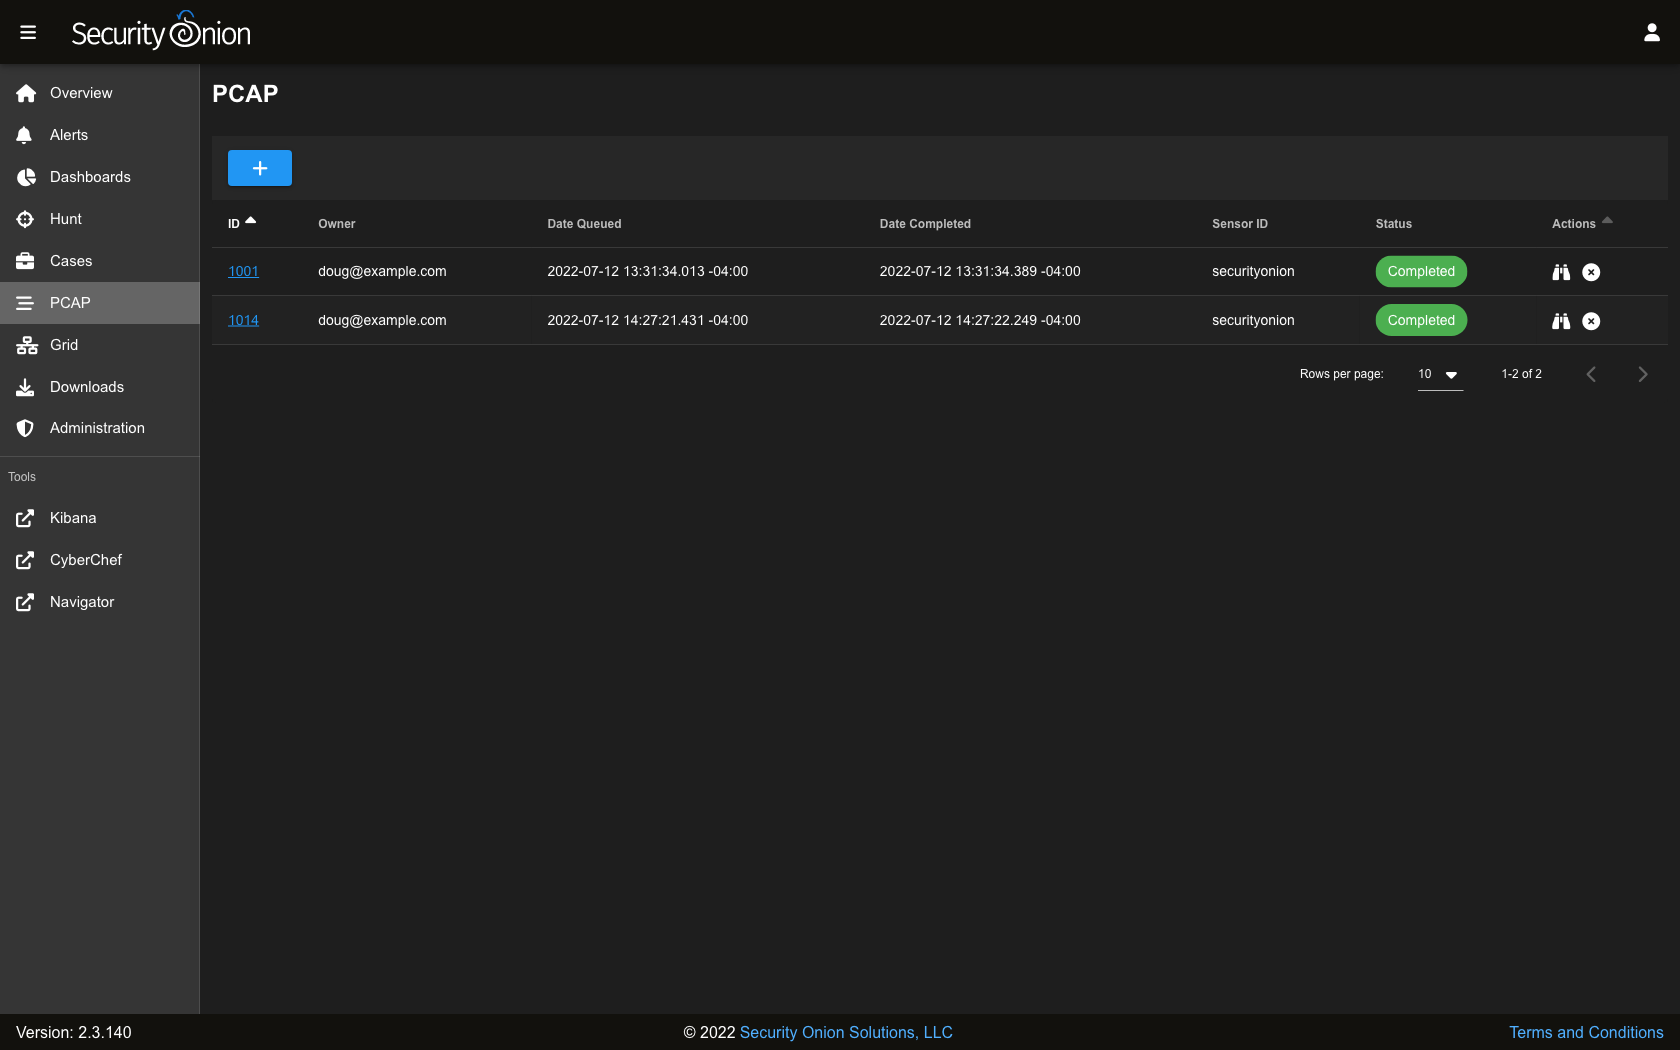 Security Onion
Overview
Alerts
Dashboards
Hunt
Cases
PCAP
Grid
Downloads
Administration
Tools
Kibana
CyberChef
Navigator
PCAP
ID Owner Date Queued Date Completed Sensor ID Status Actions
1001 doug@example.com 2022-07-12 13:31:34.013 -04:00 2022-07-12 13:31:34.389 -04:00 securityonion Completed
1014 doug@example.com 2022-07-12 14:27:21.431 -04:00 2022-07-12 14:27:22.249 -04:00 securityonion Completed
Rows per page: 10 1-2 of 2
Version: 2.3.140 © 2022 Security Onion Solutions, LLC Terms and Conditions